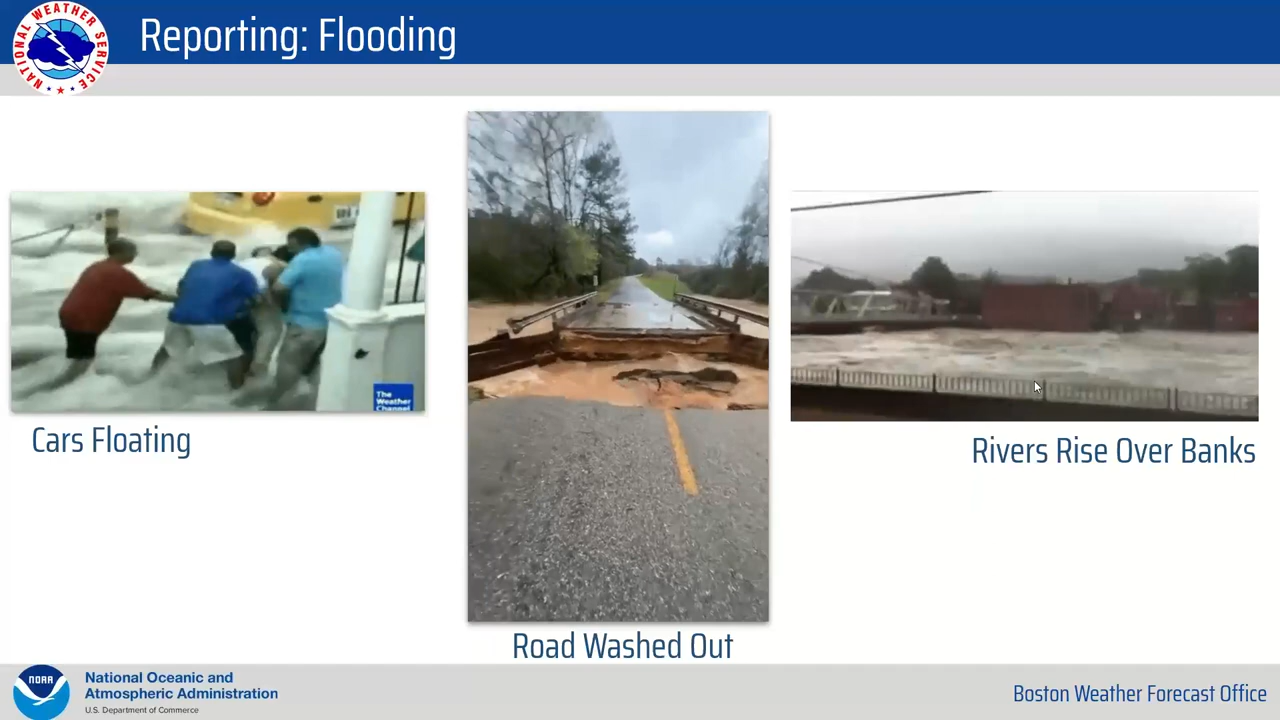 NATIONAL WEATHER SERVICE
Reporting: Flooding
The
Weather
Channel
Cars Floating
Road Washed Out
Rivers Rise Over Banks
NOAA
National Oceanic and
Atmospheric Administration
U.S. Department of Commerce
Boston Weather Forecast Office